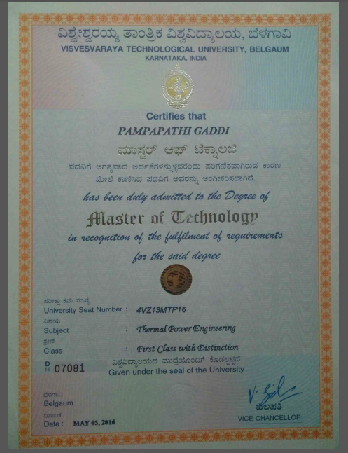 ವಿಶ್ವೇಶ್ವರಯ್ಯ ತಾಂತ್ರಿಕ ವಿಶ್ವವಿದ್ಯಾಲಯ, ಬೆಳಗಾವಿ
VISVESVARAYA TECHNOLOGICAL UNIVERSITY, BELGAUM
KARNATAKA, INDIA
Certifies that
PAMPAPATHI GADDI
ಮಾಸ್ಟರ್ ಆಫ್ ಟೆಕ್ನಾಲಜಿ
has been duly admitted to the Degree of
Master of Technology
in recognition of the fulfilment of requirements
for the said degree
University Seat Number :
Subject : Thermal Power Engineering
Class : First Class with Distinction
07081
Given under the seal of the University
Belgaum
Date : MAY 05, 2016
VICE CHANCELLOR